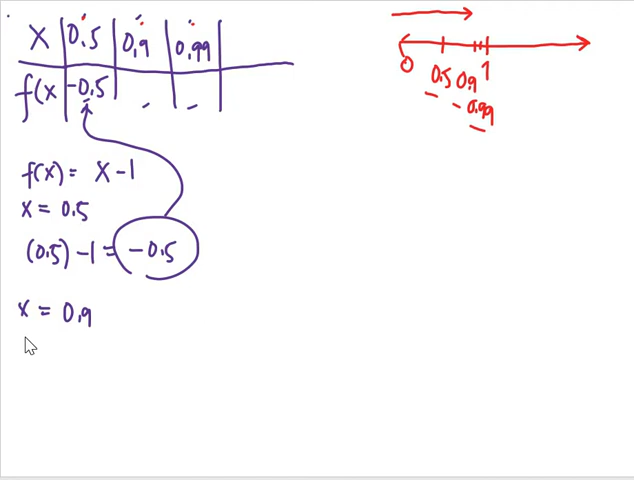 x 0.5 0.9 0.99
f(x -0.5
f(x) = x - 1
x = 0.5
(0.5) - 1 = -0.5
x = 0.9
0 0.5 0.9 1
0.99